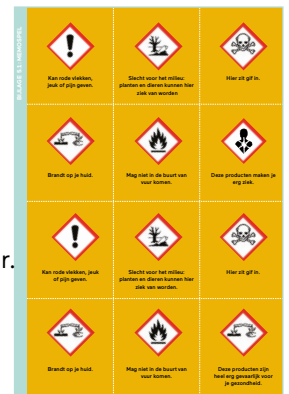 BIJLAGE 5.1. MEMOSPEL
Kan rode vlekken,
jeuk of pijn geven.
Slecht voor het milieu:
planten en dieren kunnen hier
ziek van worden
Hier zit gif in.
Brandt op je huid.
Mag niet in de buurt van
vuur komen.
Deze producten maken je
erg ziek.
r.
Kan rode vlekken, jeuk
of pijn geven.
Slecht voor het milieu:
planten en dieren kunnen hier
ziek van worden.
Hier zit gif in.
Brandt op je huid.
Mag niet in de buurt van
vuur komen.
Deze producten zijn
heel erg gevaarlijk voor
je gezondheid.